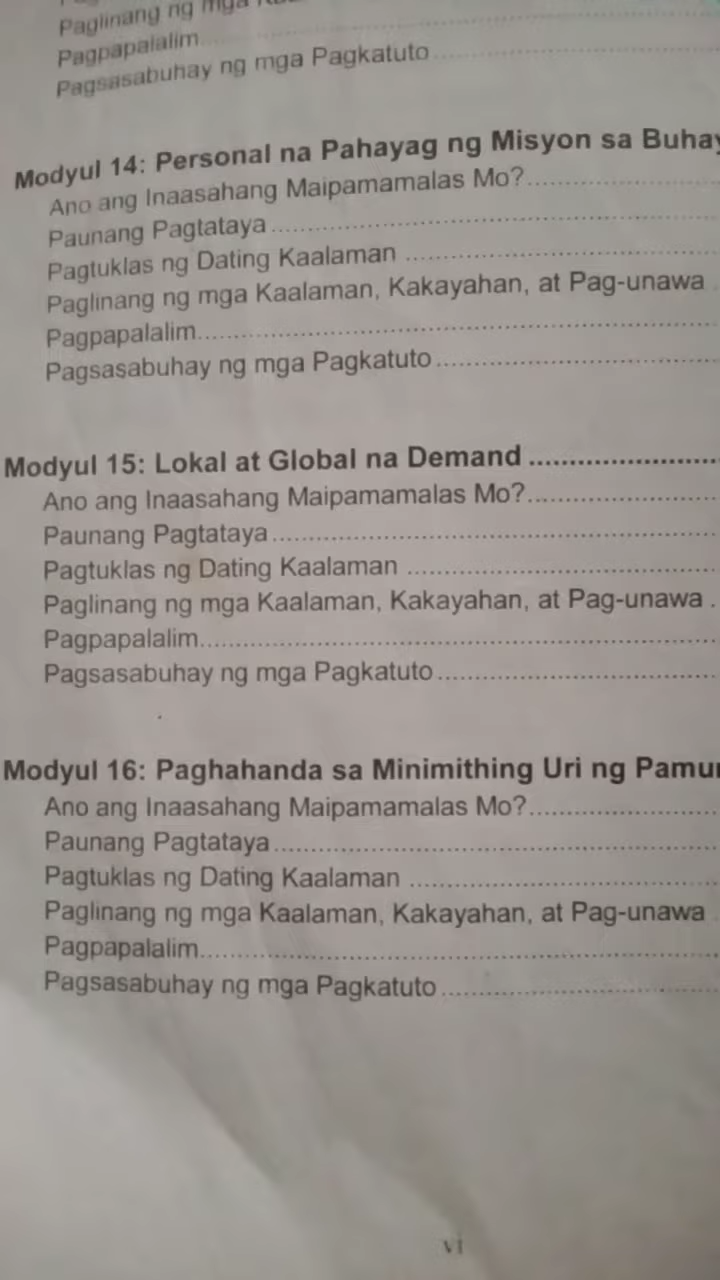 Paglinang ng mga
Pagpapalalim
Pagsasabuhay ng mga Pagkatuto
Modyul 14: Personal na Pahayag ng Misyon sa Buhay
Ano ang Inaasahang Maipamamalas Mo?
Paunang Pagtataya
Pagtuklas ng Dating Kaalaman
Paglinang ng mga Kaalaman, Kakayahan, at Pag-unawa
Pagpapalalim
Pagsasabuhay ng mga Pagkatuto
Modyul 15: Lokal at Global na Demand
Ano ang Inaasahang Maipamamalas Mo?
Paunang Pagtataya
Pagtuklas ng Dating Kaalaman
Paglinang ng mga Kaalaman, Kakayahan, at Pag-unawa
Pagpapalalim
Pagsasabuhay ng mga Pagkatuto
Modyul 16: Paghahanda sa Minimithing Uri ng
Ano ang Inaasahang Maipamamalas Mo?
Paunang Pagtataya
Pagtuklas ng Dating Kaalaman
Paglinang ng mga Kaalaman, Kakayahan, at Pag-unawa
Pagpapalalim
Pagsasabuhay ng mga Pagkatuto
vi